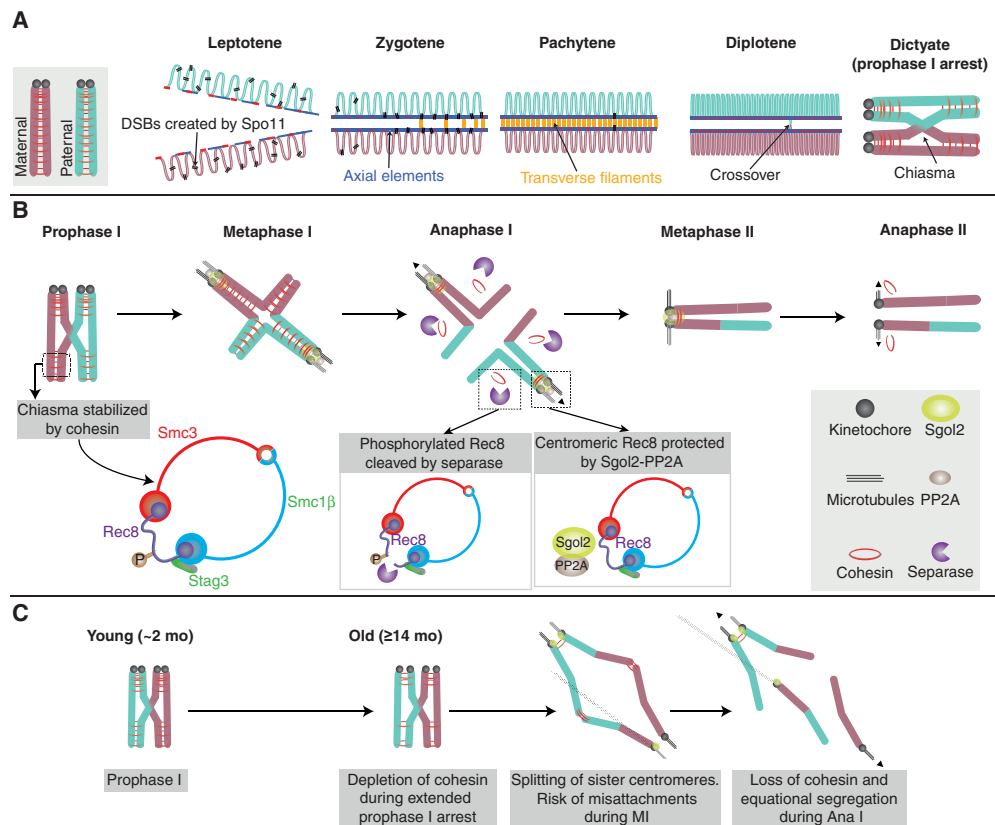 A
Leptotene
Zygotene
Pachytene
Diplotene
Dictyate
(prophase I arrest)
Maternal
Paternal
DSBs created by Spo11
Axial elements
Transverse filaments
Crossover
Chiasma
B
Prophase I
Metaphase I
Anaphase I
Metaphase II
Anaphase II
Chiasma stabilized
by cohesin
Smc3
Smc1β
Rec8
P
Stag3
Phosphorylated Rec8
cleaved by separase
Rec8
P
Centromeric Rec8 protected
by Sgol2-PP2A
Sgol2
PP2A
Rec8
Kinetochore
Sgol2
Microtubules
PP2A
Cohesin
Separase
C
Young (~2 mo)
Old (≥14 mo)
Prophase I
Depletion of cohesin
during extended
prophase I arrest
Splitting of sister centromeres.
Risk of misattachments
during MI
Loss of cohesin and
equational segregation
during Ana I